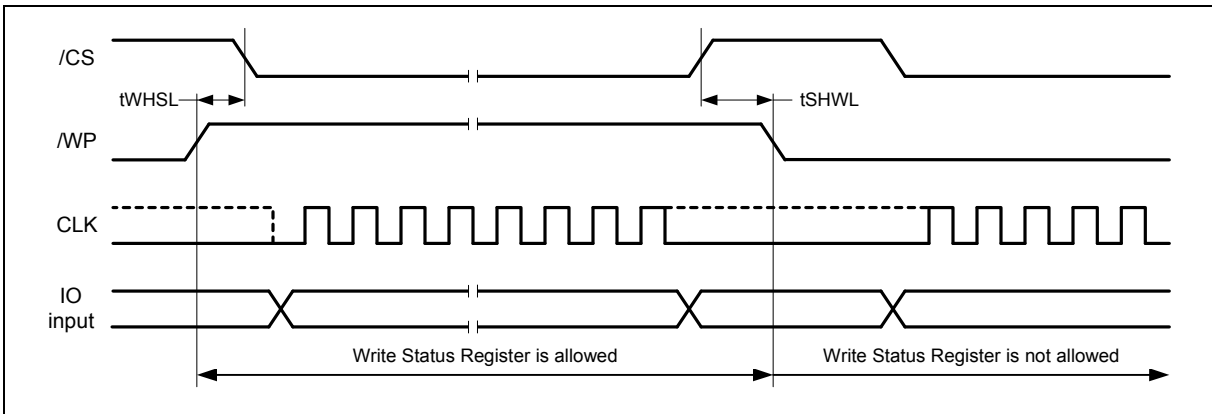 /CS
tWHSL
tSHWL
/WP
CLK
IO
input
Write Status Register is allowed
Write Status Register is not allowed